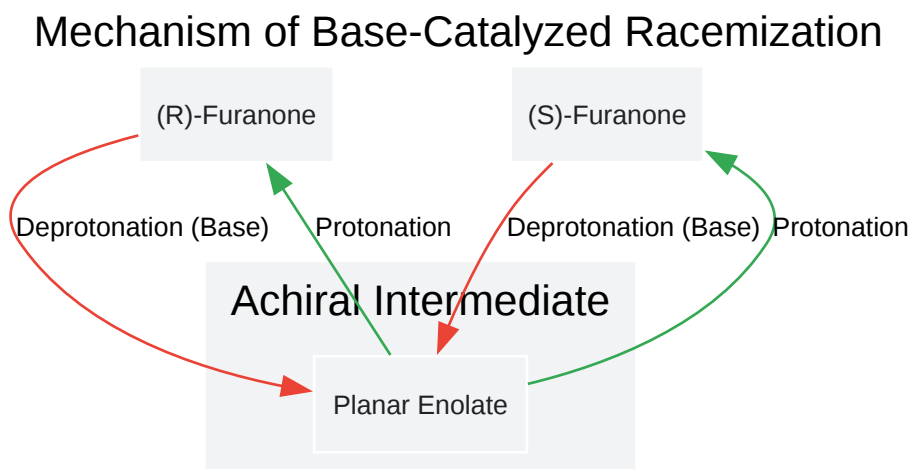 Mechanism of Base-Catalyzed Racemization
(R)-Furanone
(S)-Furanone
Deprotonation (Base)
Protonation
Deprotonation (Base)
Protonation
Achiral Intermediate
Planar Enolate